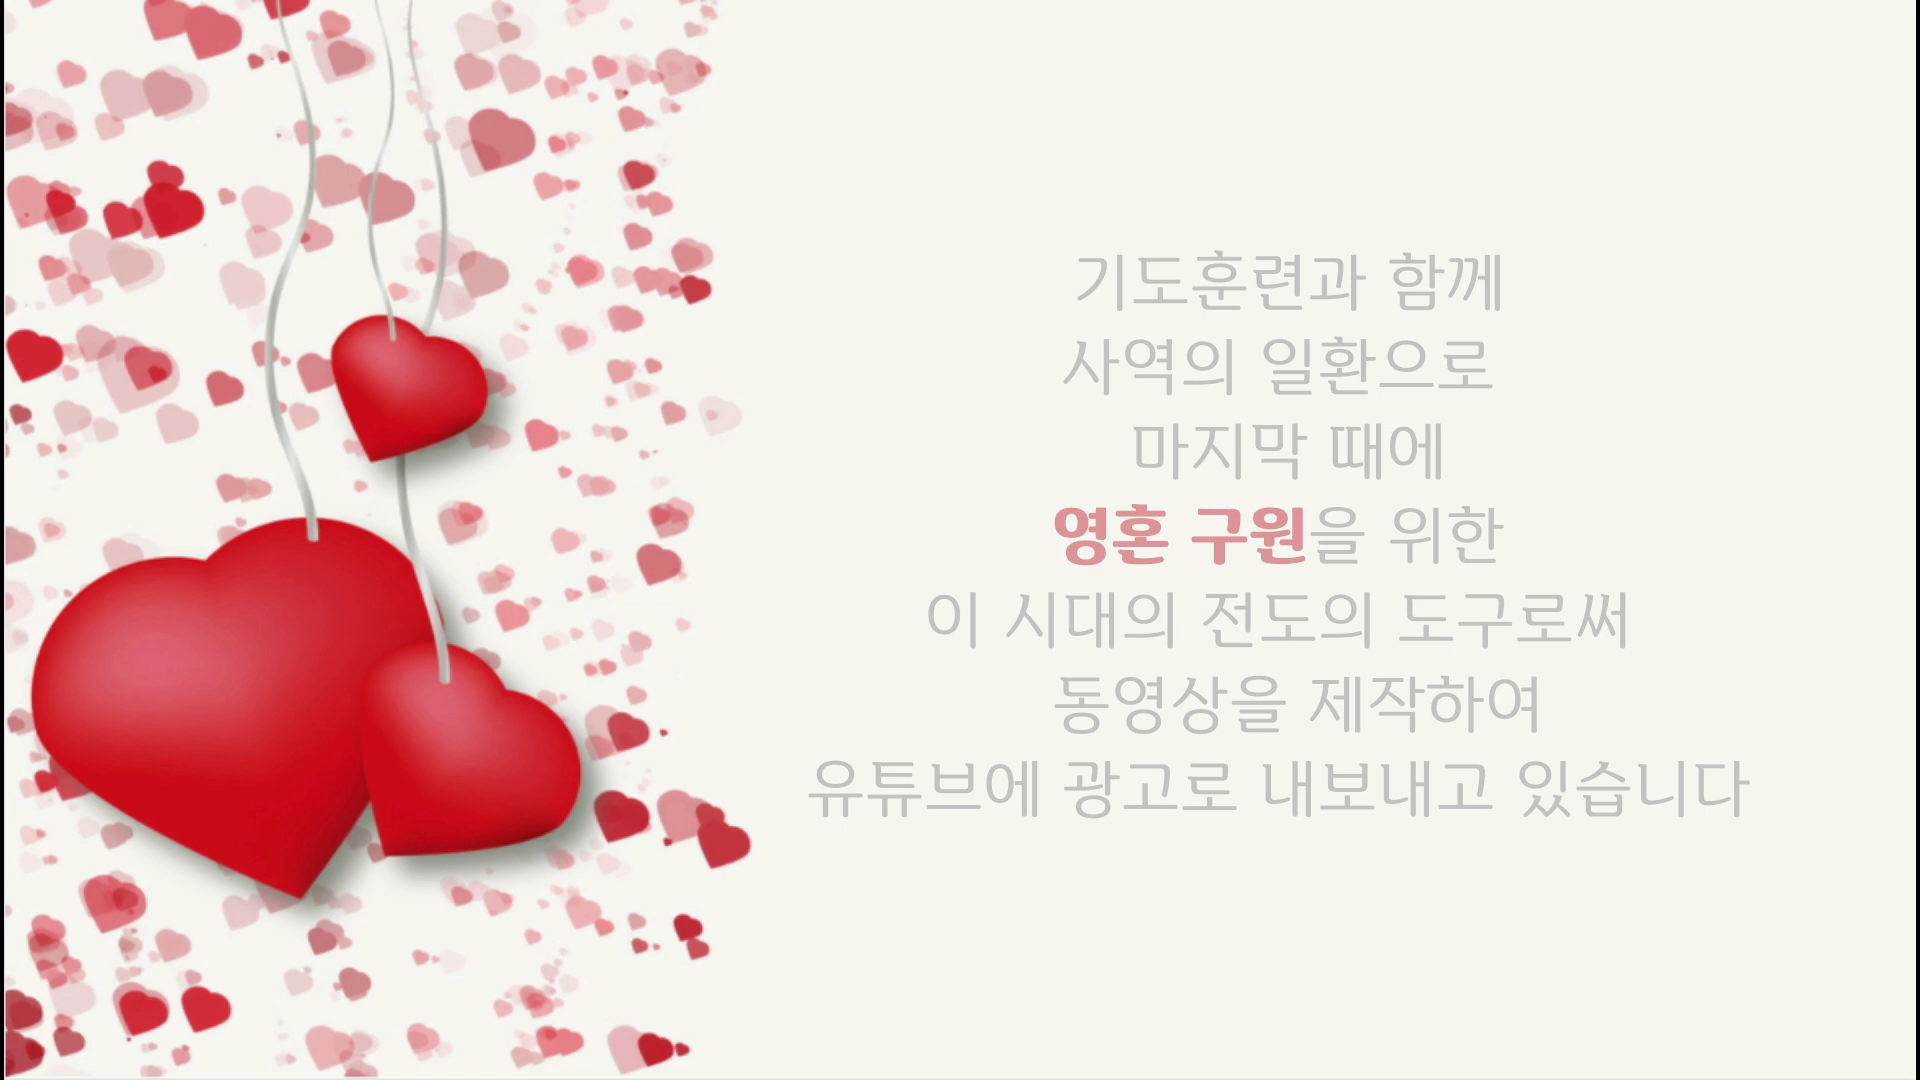 기도훈련과 함께
사역의 일환으로
마지막 때에
영혼 구원을 위한
이 시대의 전도의 도구로써
동영상을 제작하여
유튜브에 광고로 내보내고 있습니다